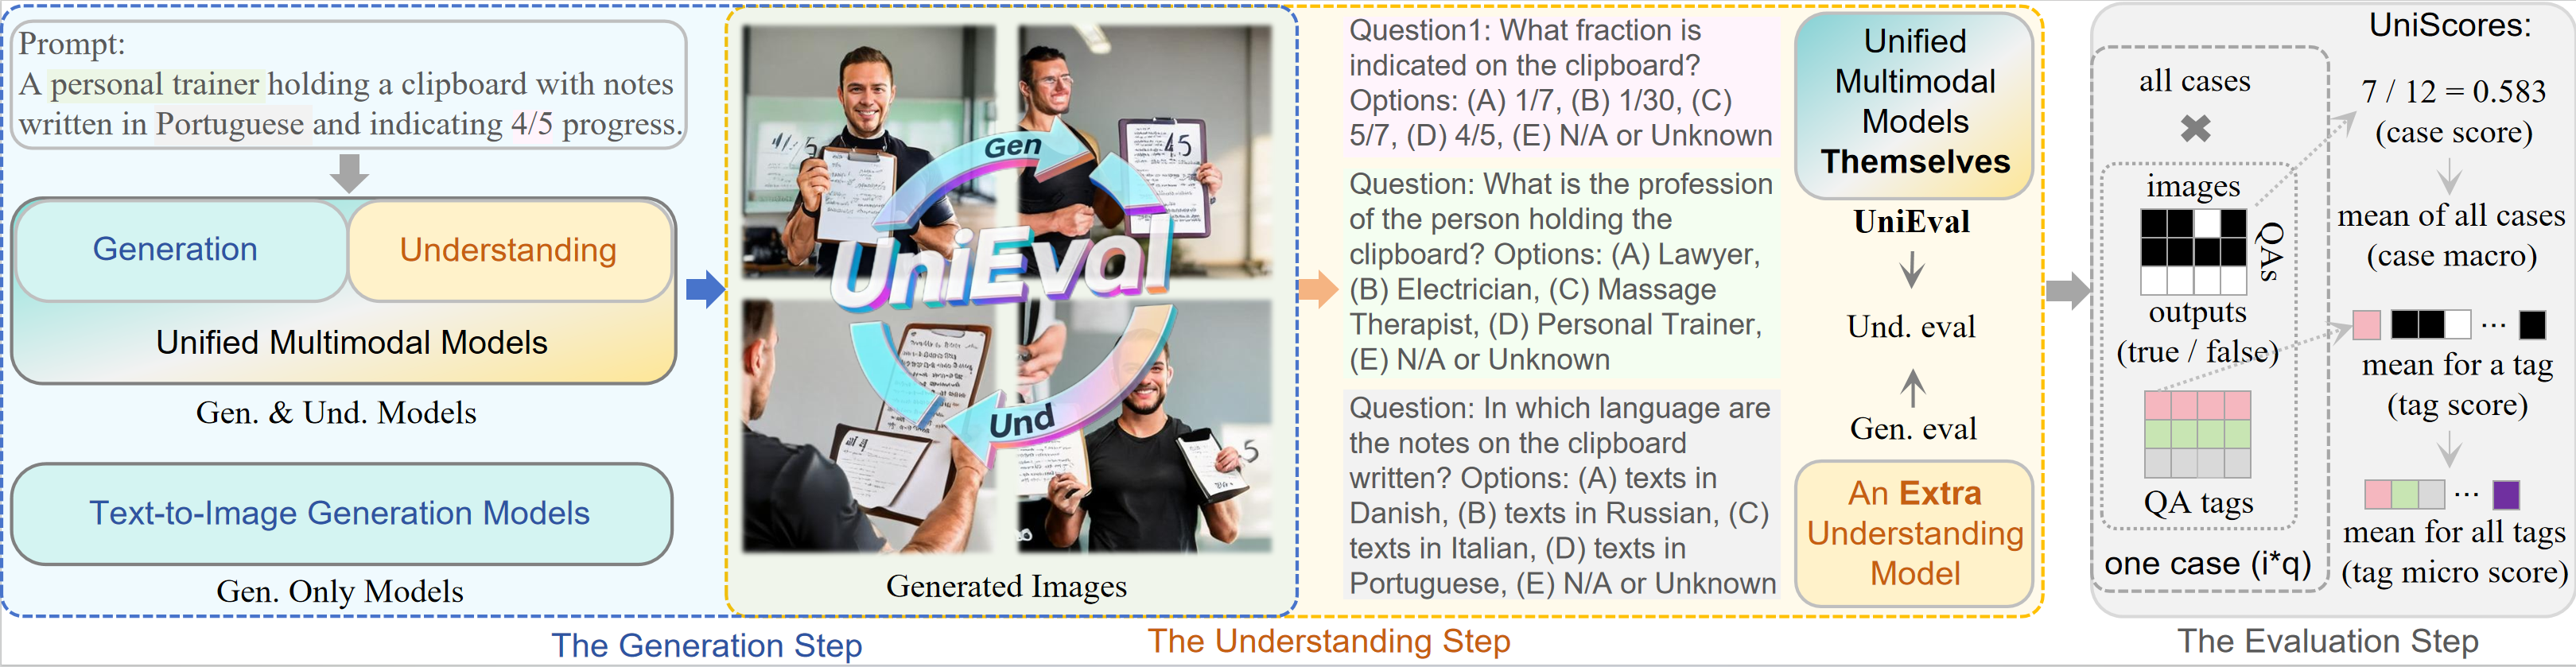 Prompt:
A personal trainer holding a clipboard with notes
written in Portuguese and indicating 4/5 progress.
Generation
Understanding
Unified Multimodal Models
Gen. & Und. Models
Text-to-Image Generation Models
Gen. Only Models
The Generation Step
Gen
UniEval
Und
45
Generated Images
Question1: What fraction is
indicated on the clipboard?
Options: (A) 1/7, (B) 1/30, (C)
5/7, (D) 4/5, (E) N/A or Unknown
Question: What is the profession
of the person holding the
clipboard? Options: (A) Lawyer,
(B) Electrician, (C) Massage
Therapist, (D) Personal Trainer,
(E) N/A or Unknown
Question: In which language are
the notes on the clipboard
written? Options: (A) texts in
Danish, (B) texts in Russian, (C)
texts in Italian, (D) texts in
Portuguese, (E) N/A or Unknown
Unified
Multimodal
Models
Themselves
UniEval
Und. eval
Gen. eval
An Extra
Understanding
Model
The Understanding Step
all cases
images
QAs
outputs
(true / false)
QA tags
one case (i*q)
UniScores:
7 / 12 = 0.583
(case score)
mean of all cases
(case macro)
...
mean for a tag
(tag score)
...
mean for all tags
(tag micro score)
The Evaluation Step